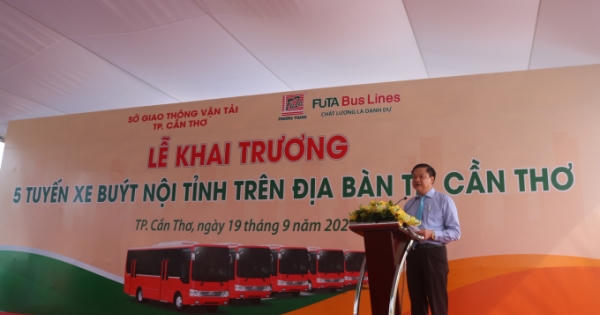 SỞ GIAO THÔNG VẬN TẢI
TP. CẦN THƠ
PHƯƠNG TRANG
FUTA Bus Lines
CHẤT LƯỢNG LÀ DANH DỰ
LỄ KHAI TRƯƠNG
5 TUYẾN XE BUÝT NỘI TỈNH TRÊN ĐỊA BÀN CẦN THƠ
TP. Cần Thơ, ngày 19 tháng 9 năm